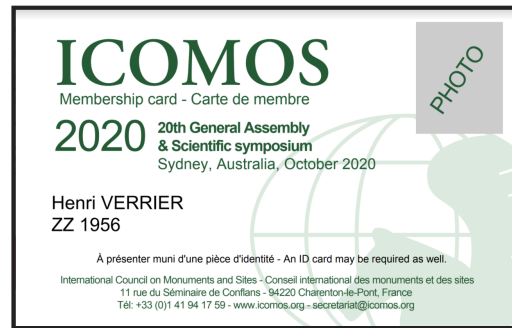 ICOMOS
Membership card - Carte de membre
2020
20th General Assembly
& Scientific symposium
Sydney, Australia, October 2020
PHOTO
Henri VERRIER
ZZ 1956
À présenter muni d'une pièce d'identité - An ID card may be required as well.
International Council on Monuments and Sites - Conseil international des monuments et des sites
11 rue du Séminaire de Conflans - 94220 Charenton-le-Pont, France
Tél: +33 (0)1 41 94 17 59 - www.icomos.org - secretariat@icomos.org